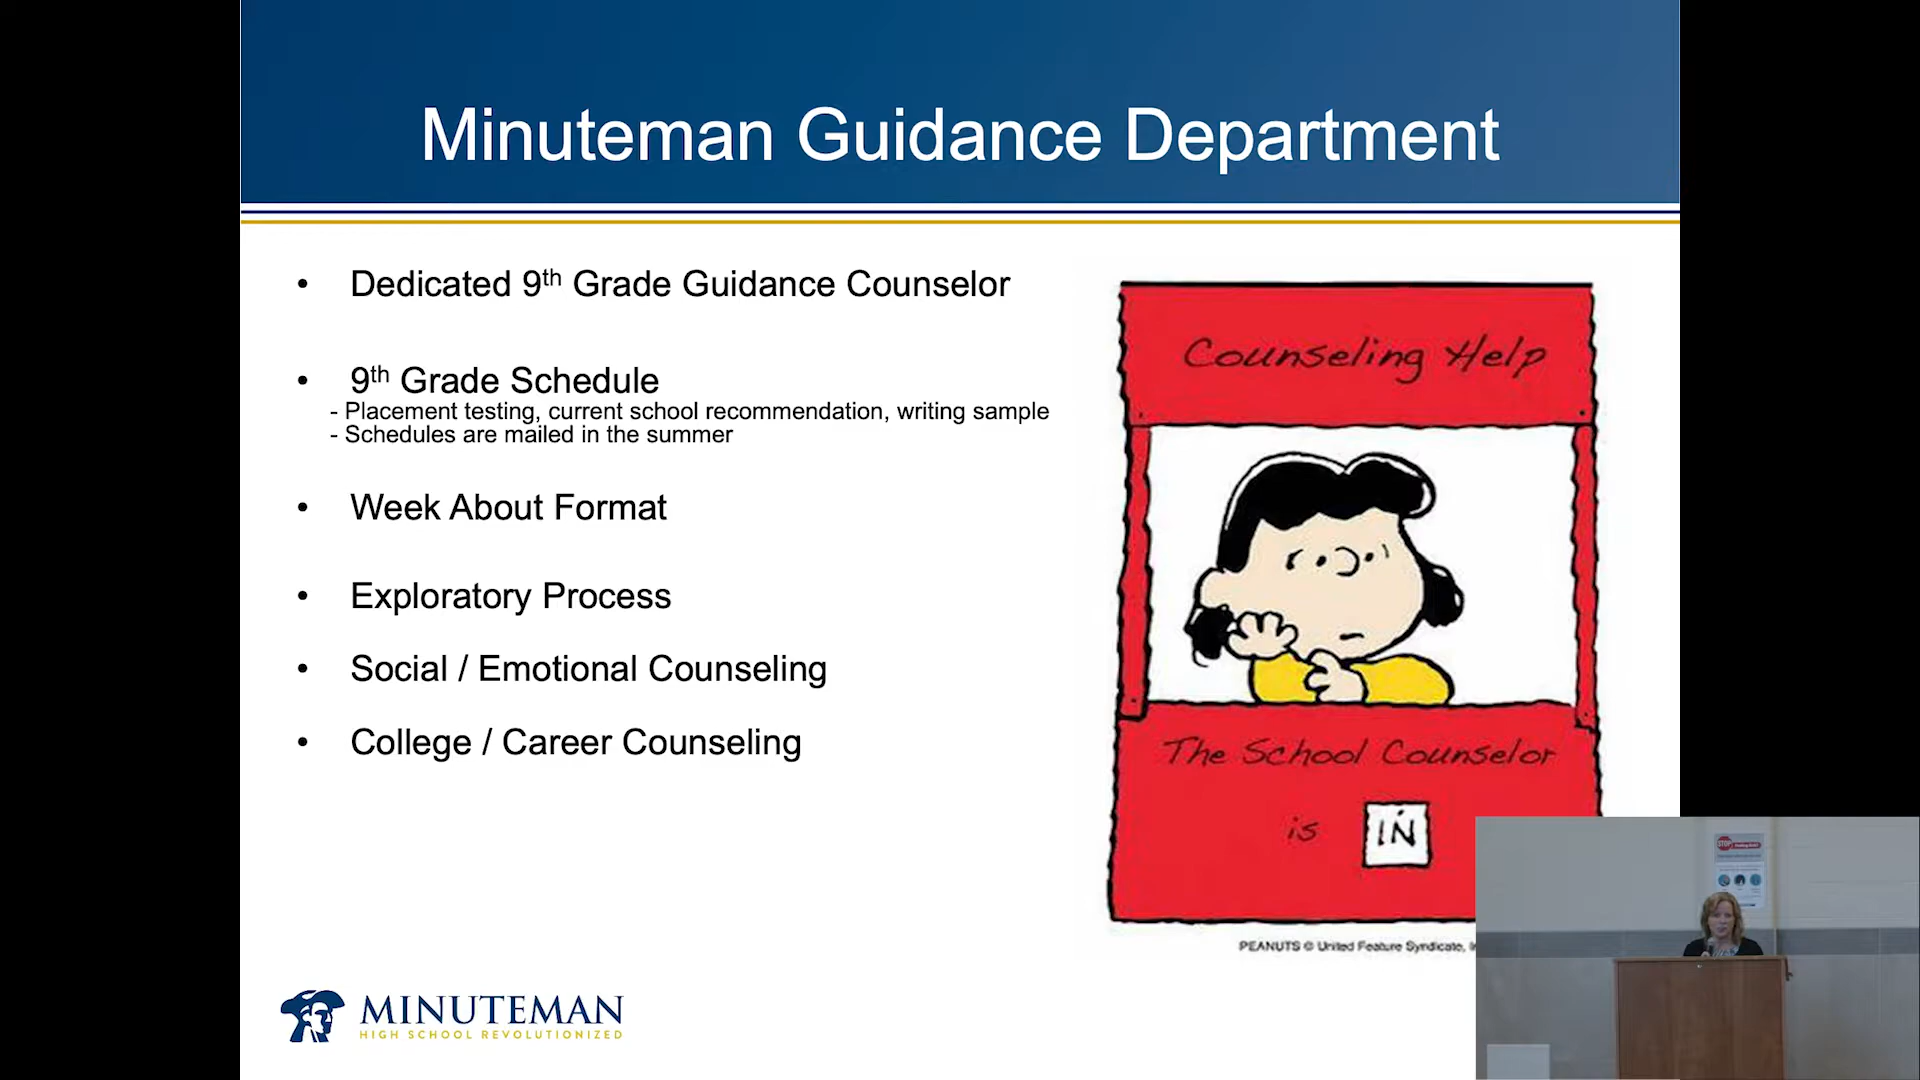 Minuteman Guidance Department
• Dedicated 9th Grade Guidance Counselor
• 9th Grade Schedule
- Placement testing, current school recommendation, writing sample
- Schedules are mailed in the summer
• Week About Format
• Exploratory Process
• Social / Emotional Counseling
• College / Career Counseling
Counseling Help
The School Counselor
is IN
PEANUTS © United Feature Syndicate,
MINUTEMAN
HIGH SCHOOL REVOLUTIONIZED
STOP